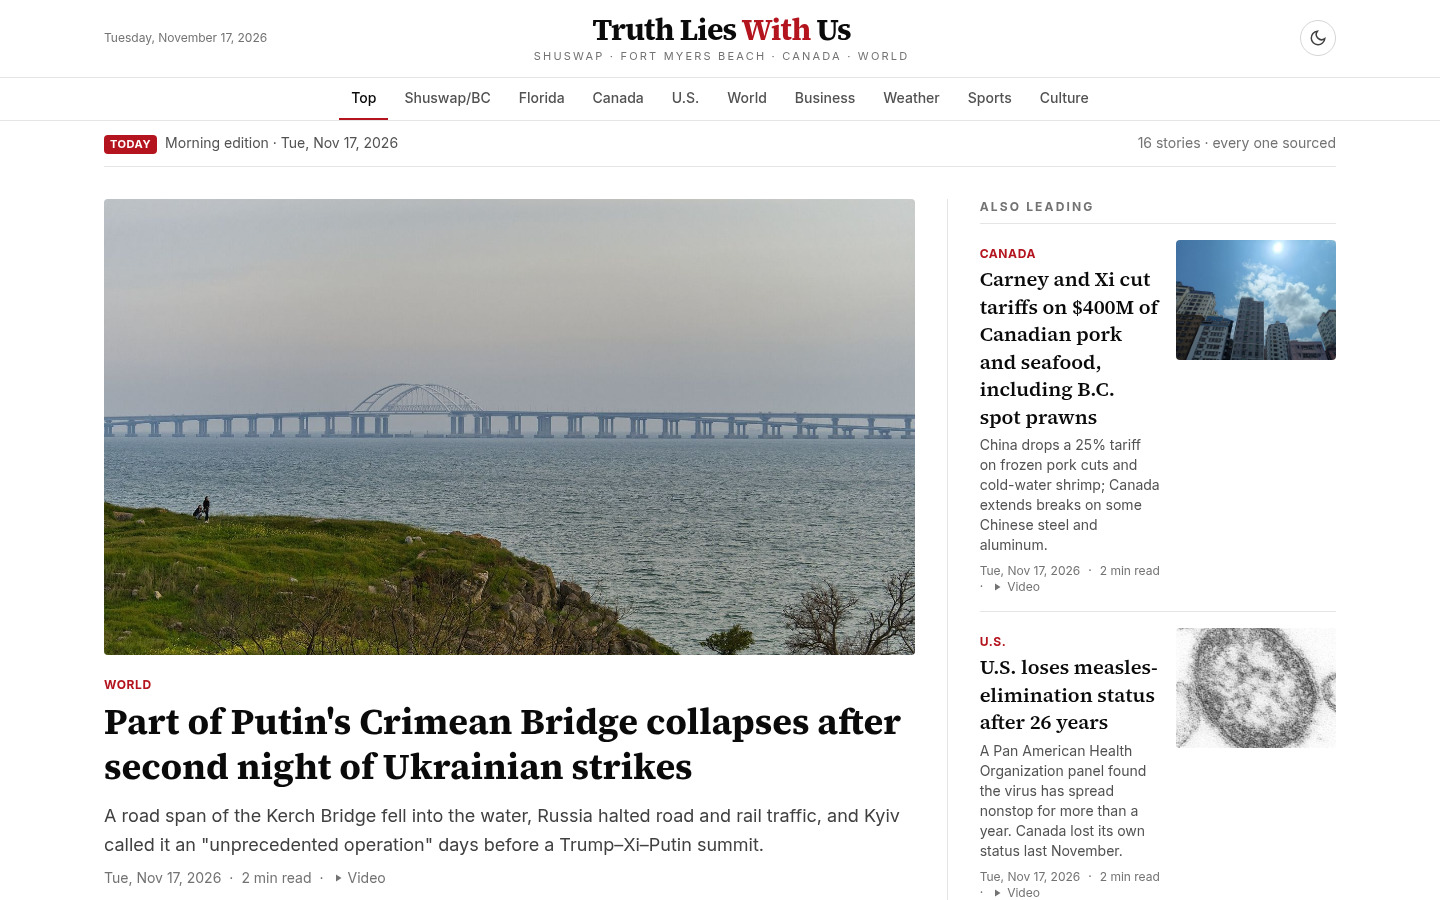 Tuesday, November 17, 2026
Truth Lies With Us
SHUSWAP · FORT MYERS BEACH · CANADA · WORLD
Top Shuswap/BC Florida Canada U.S. World Business Weather Sports Culture
TODAY Morning edition · Tue, Nov 17, 2026
16 stories · every one sourced
WORLD
Part of Putin's Crimean Bridge collapses after
second night of Ukrainian strikes
A road span of the Kerch Bridge fell into the water, Russia halted road and rail traffic, and Kyiv
called it an "unprecedented operation" days before a Trump–Xi–Putin summit.
Tue, Nov 17, 2026 · 2 min read · Video
ALSO LEADING
CANADA
Carney and Xi cut
tariffs on $400M of
Canadian pork
and seafood,
including B.C.
spot prawns
China drops a 25% tariff
on frozen pork cuts and
cold-water shrimp; Canada
extends breaks on some
Chinese steel and
aluminum.
Tue, Nov 17, 2026 · 2 min read
· Video
U.S.
U.S. loses measles-
elimination status
after 26 years
A Pan American Health
Organization panel found
the virus has spread
nonstop for more than a
year. Canada lost its own
status last November.
Tue, Nov 17, 2026 · 2 min read
· Video